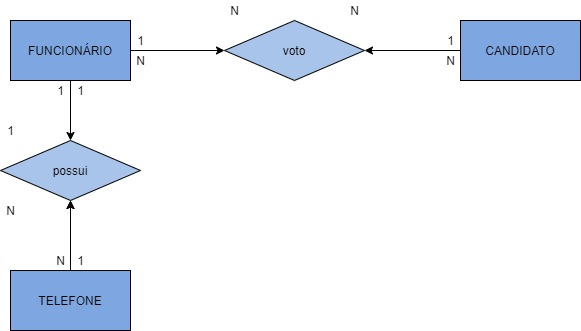 N N
FUNCIONÁRIO 1 voto 1 CANDIDATO
N N
1 1
1
possui
N
N 1
TELEFONE